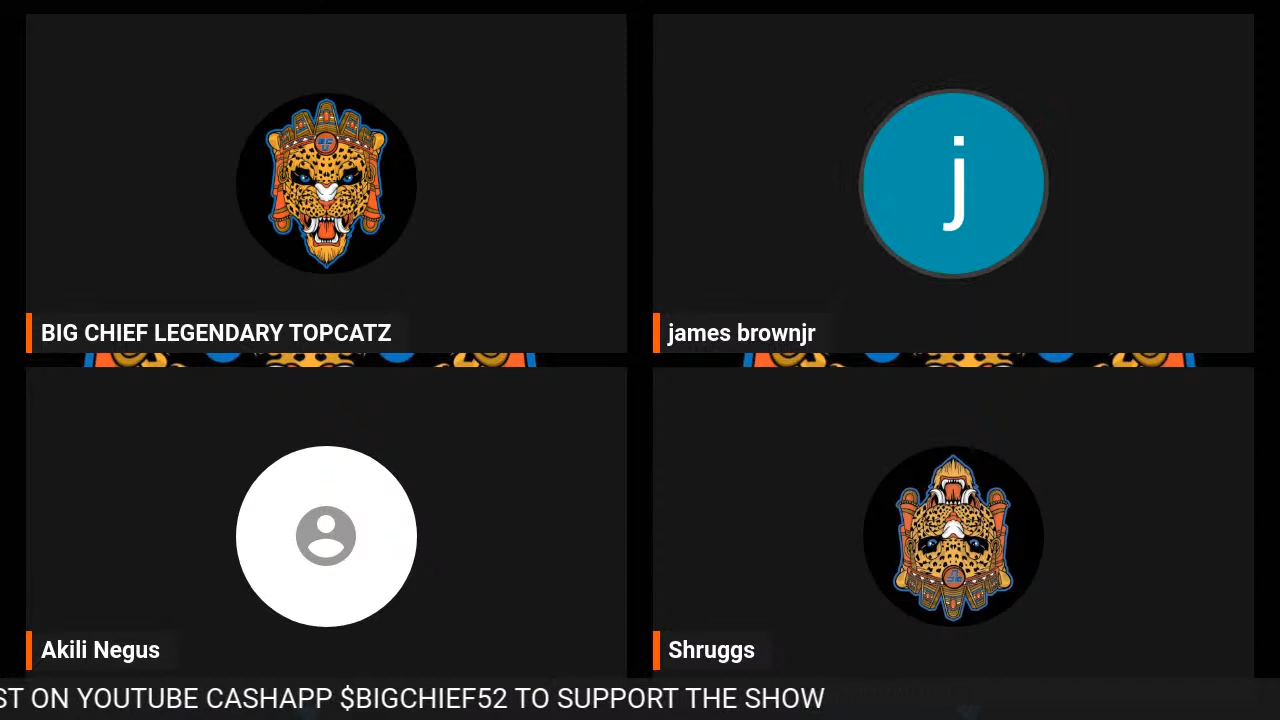 j
BIG CHIEF LEGENDARY TOPCATZ
james brownjr
Akili Negus
Shruggs
ST ON YOUTUBE CASHAPP $BIGCHIEF52 TO SUPPORT THE SHOW